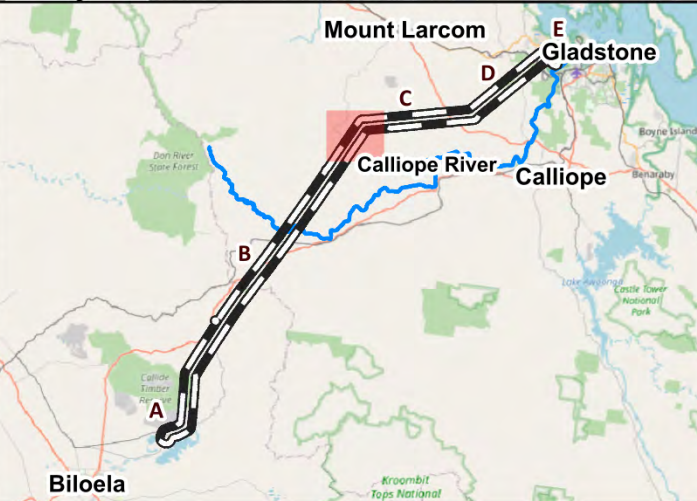 E
Mount Larcom
Gladstone
D
C
Boyne Island
Don River
State Forest
Calliope River
Calliope
Benaraby
B
Lake Awoonga
Castle Tower
National
Park
Callide
Timber
Reserve
A
Biloela
Kroombit
Tops National